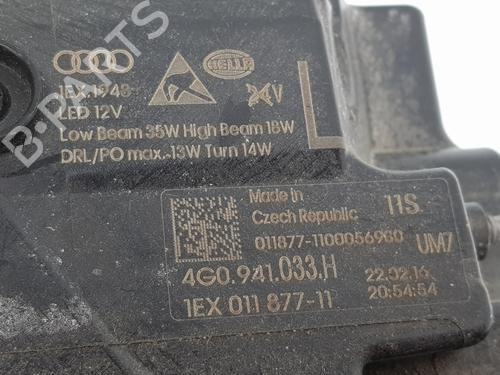 B-PARTS
HELLA
1EX 1948
LED 12V
24V
Low Beam 35W High Beam 18W
DRL/PO max.-13W Turn 14W
L
Made in
Czech Republic
11S.
011877-1100056960
UM7
4G0.941.033.H
22.02.16
1EX 011 877-11
20:54:54